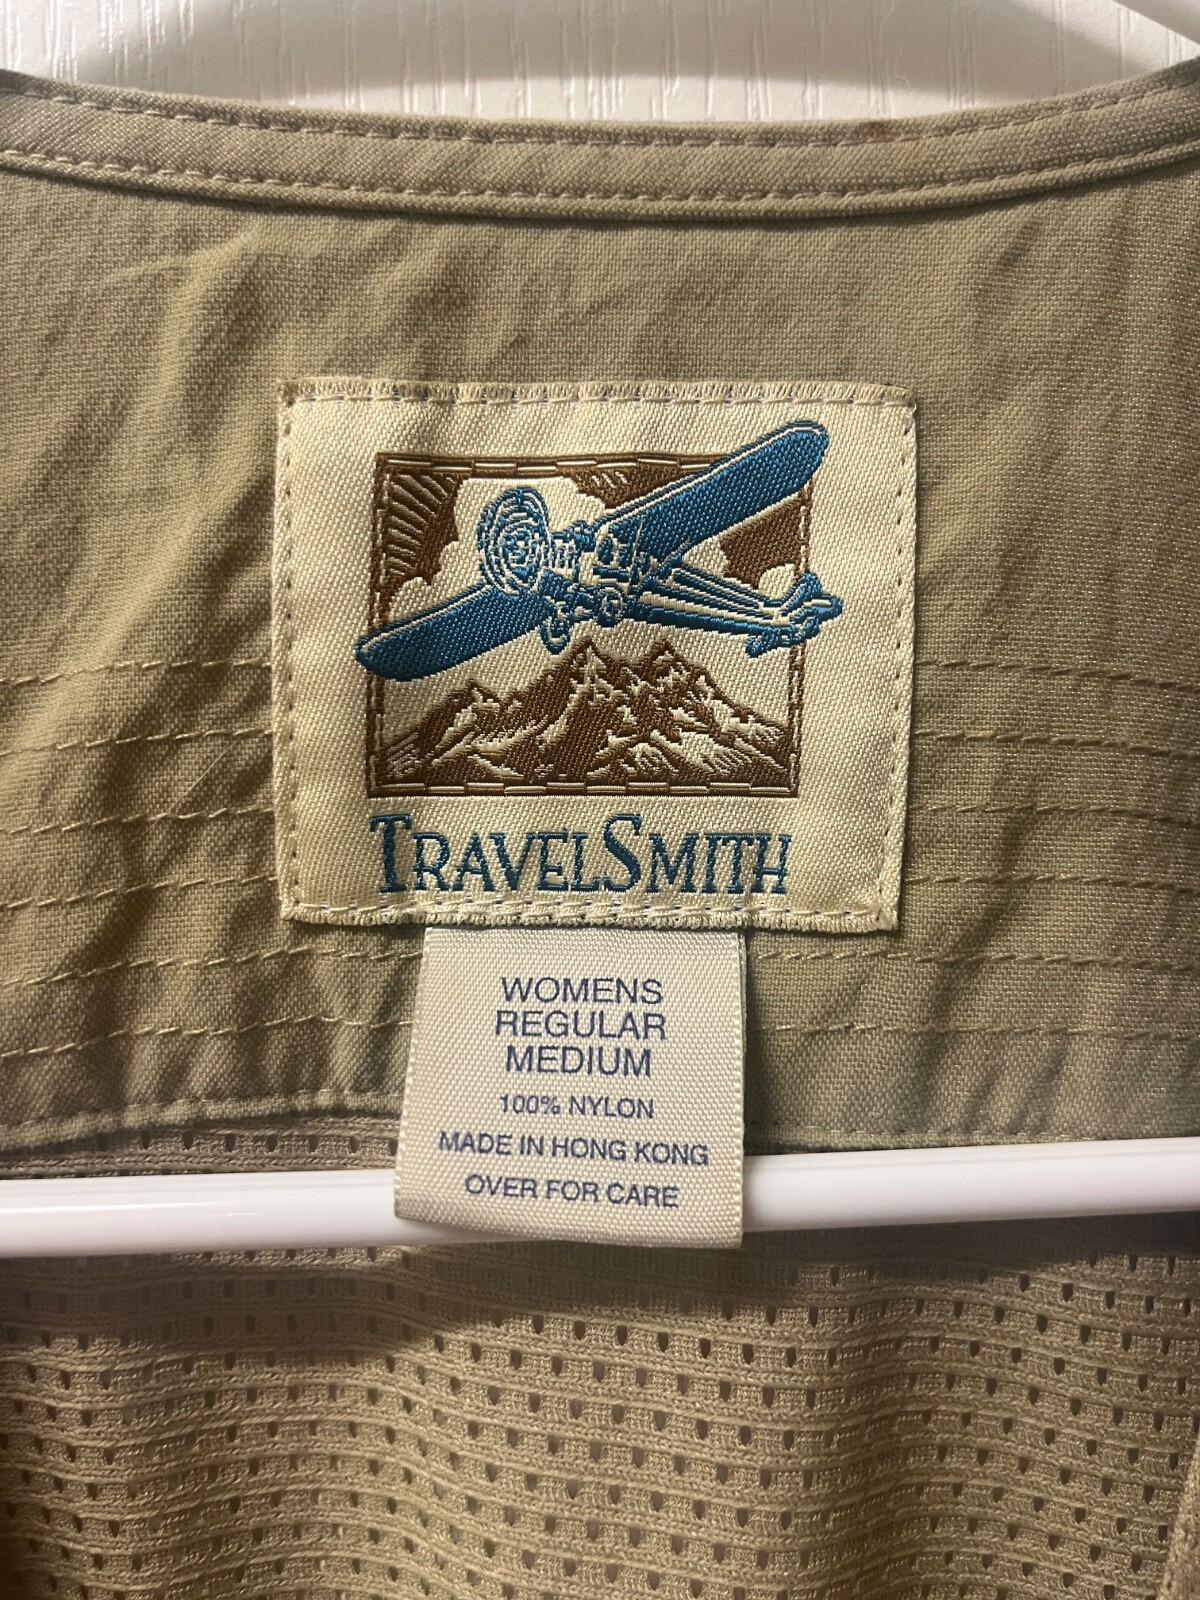 TRAVELSMITH
WOMENS
REGULAR
MEDIUM
100% NYLON
MADE IN HONG KONG
OVER FOR CARE